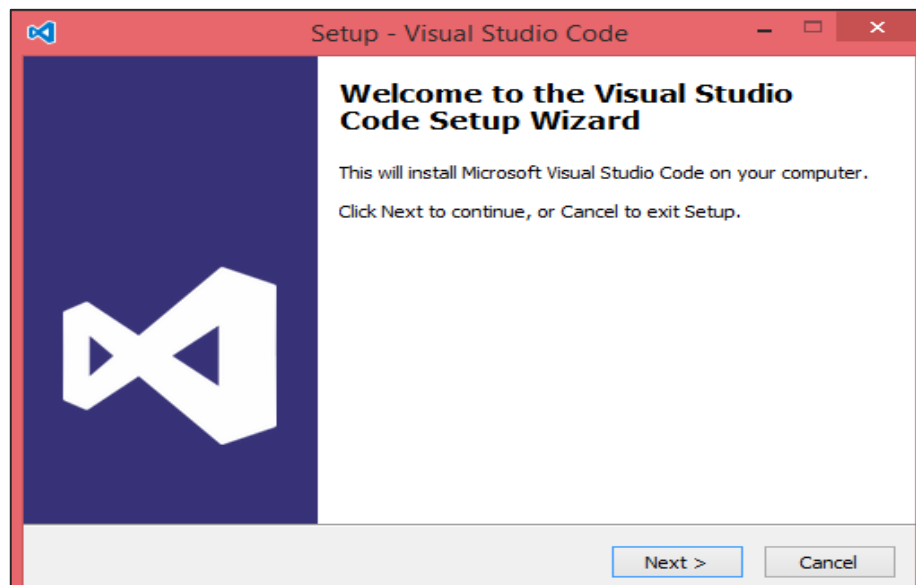 Setup - Visual Studio Code
Welcome to the Visual Studio
Code Setup Wizard
This will install Microsoft Visual Studio Code on your computer.
Click Next to continue, or Cancel to exit Setup.
Next >
Cancel